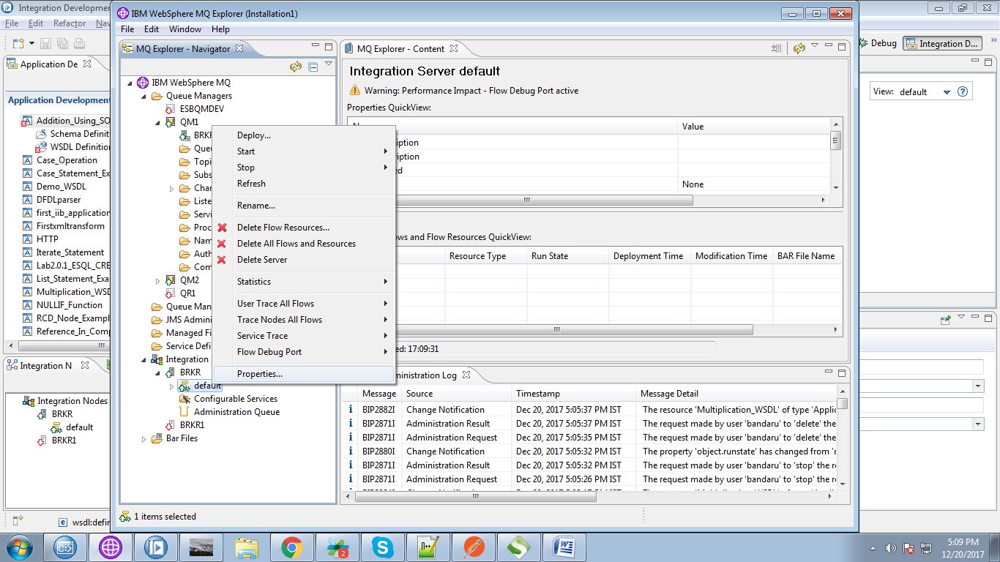 Integration Developmen
File Edit Refactor Nav
Application De
Application Development
Addition_Using_SO
Schema Definit
WSDL Definitio
Case_Operation
Case_Statement_Ex
Demo_WSDL
DFDLparser
first_iib_application
Firstxmltransform
HTTP
Iterate_Statement
Lab2.0.1_ESQL_CRE
List_Statement_Exa
Multiplication_WSD
NULLIF_Function
RCD_Node_Exampl
Reference_In_Comp
Integration N
Integration Nodes
BRKR
default
BRKR1
wsdl:defin
IBM WebSphere MQ Explorer (Installation1)
File Edit Window Help
MQ Explorer - Navigator
IBM WebSphere MQ
Queue Managers
ESBQMDEV
QM1
BRKR
Queu
Topi
Subs
Chan
Liste
Servi
Proc
Nam
Auth
Com
QM2
QR1
Queue Man
JMS Admini
Managed Fi
Service Defi
Integration
BRKR
default
Configurable Services
Administration Queue
BRKR1
Bar Files
Deploy...
Start
Stop
Refresh
Rename...
Delete Flow Resources...
Delete All Flows and Resources
Delete Server
Statistics
User Trace All Flows
Trace Nodes All Flows
Service Trace
Flow Debug Port
Properties...
MQ Explorer - Content
Integration Server default
Warning: Performance Impact - Flow Debug Port active
Properties QuickView:
Value
ription
ription
ed
None
ows and Flow Resources QuickView:
Resource Type Run State Deployment Time Modification Time BAR File Name
ed: 17:09:31
ministration Log
Message Source Timestamp Message Detail
BIP2882I Change Notification Dec 20, 2017 5:05:37 PM IST The resource 'Multiplication_WSDL' of type 'Applic
BIP2871I Administration Result Dec 20, 2017 5:05:37 PM IST The request made by user 'bandaru' to 'delete' the
BIP2871I Administration Request Dec 20, 2017 5:05:35 PM IST The request made by user 'bandaru' to 'delete' the
BIP2880I Change Notification Dec 20, 2017 5:05:32 PM IST The property 'object.runstate' has changed from 'r
BIP2871I Administration Result Dec 20, 2017 5:05:32 PM IST The request made by user 'bandaru' to 'stop' the r
BIP2871I Administration Request Dec 20, 2017 5:05:26 PM IST The request made by user 'bandaru' to 'stop' the re
1 items selected
Debug Integration D...
View: default
2
5:09 PM
12/20/2017